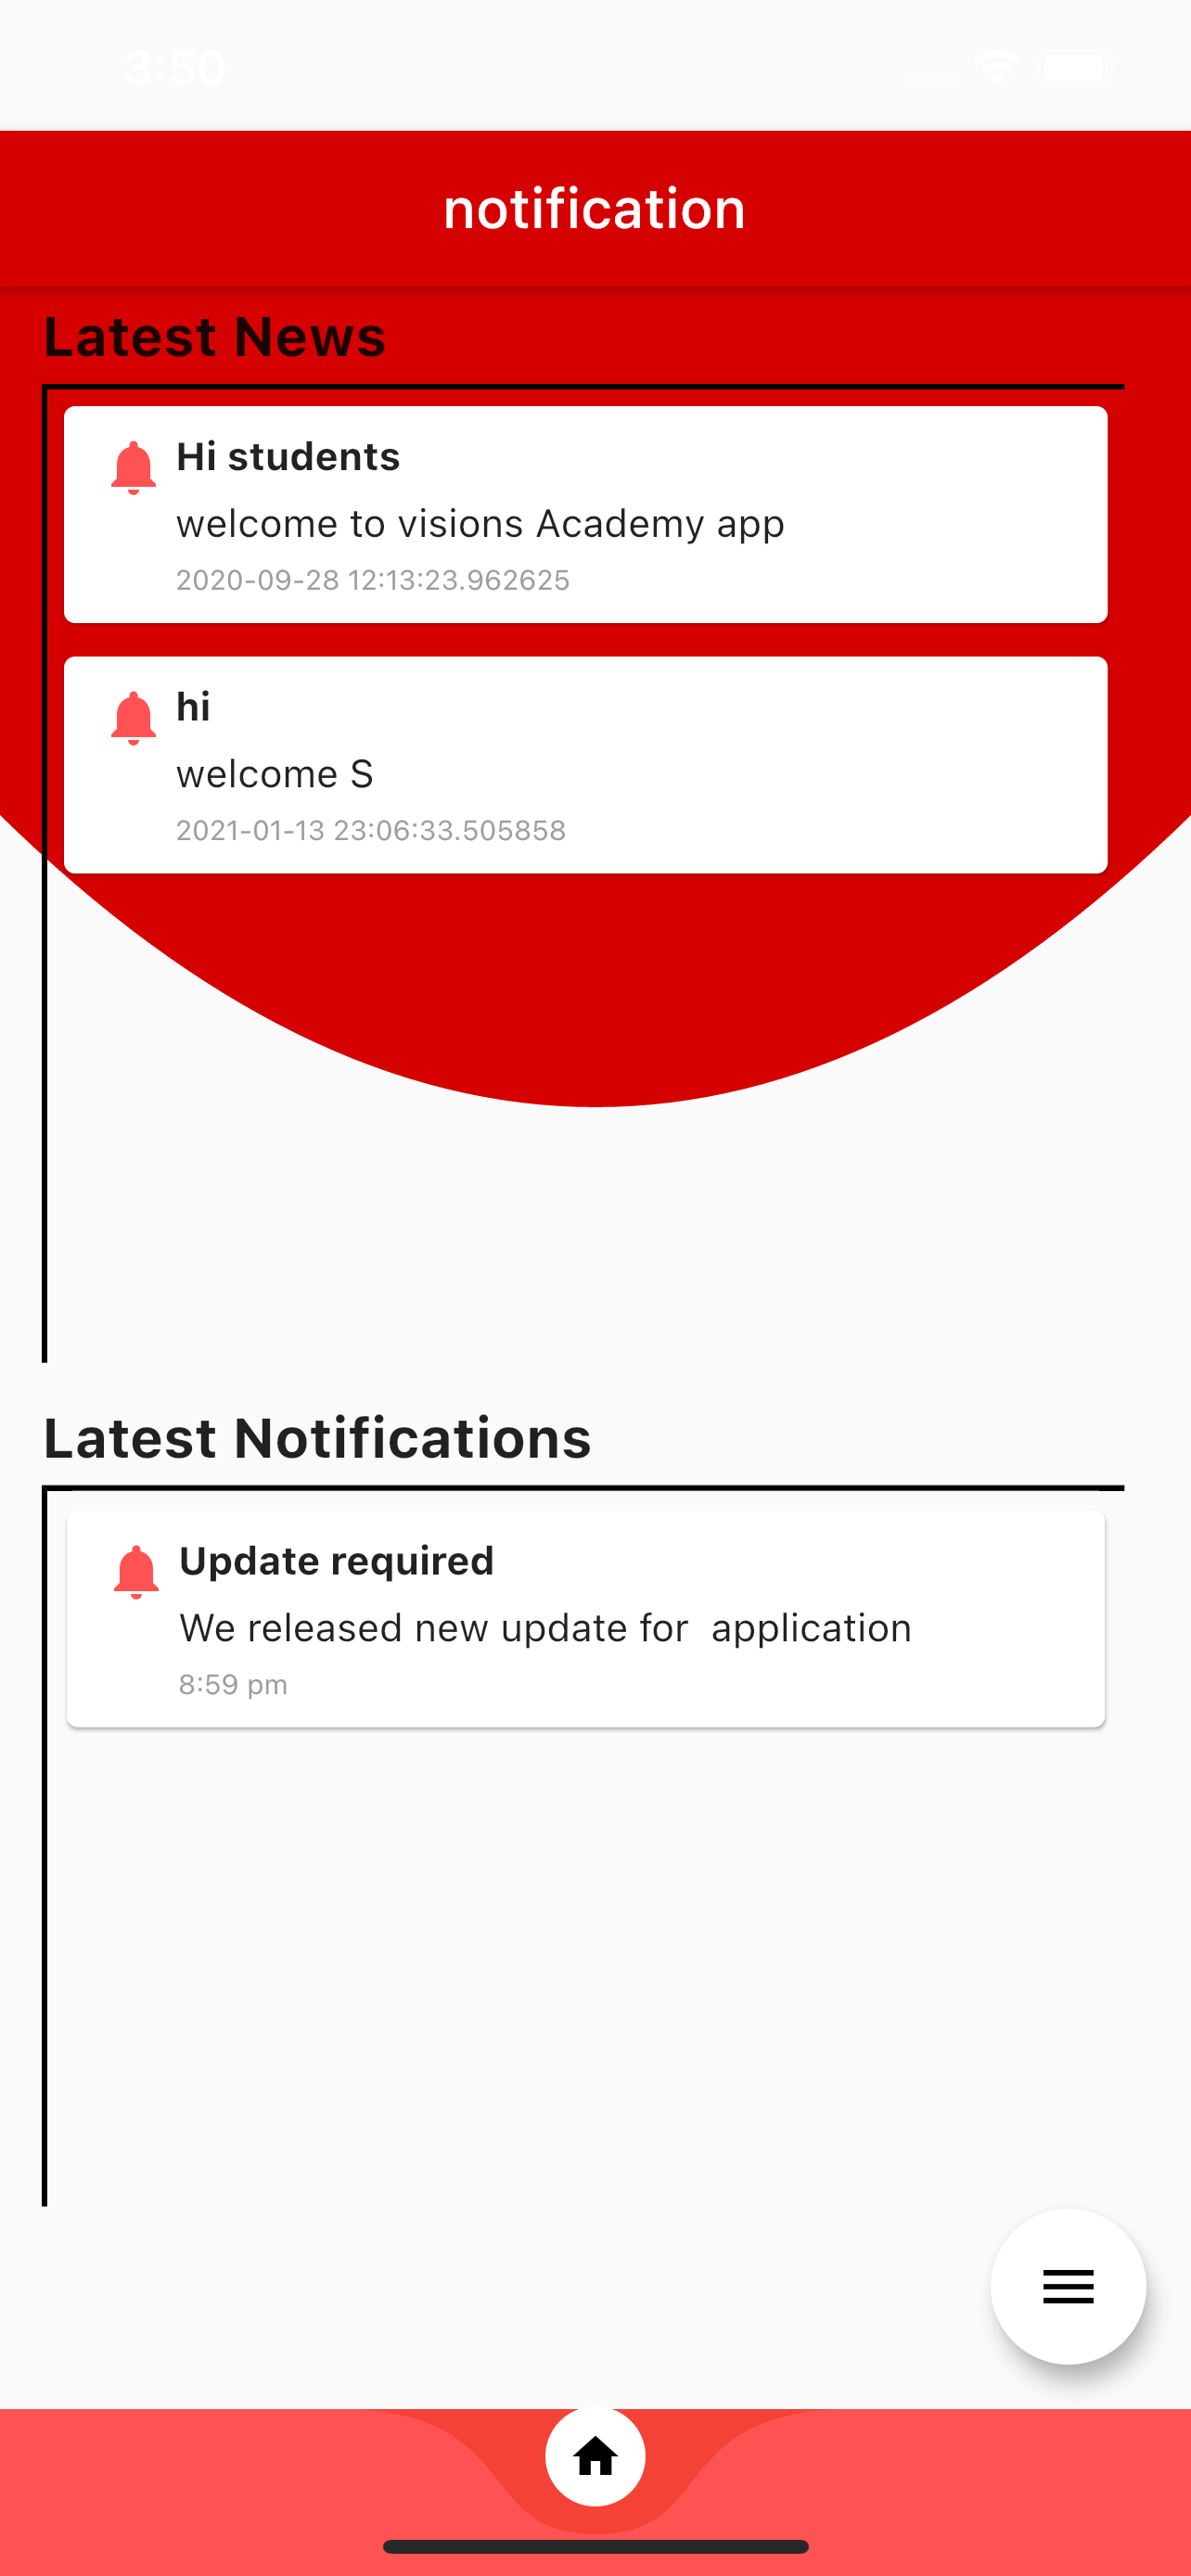 3:50
notification
Latest News
Hi students
welcome to visions Academy app
2020-09-28 12:13:23.962625
hi
welcome S
2021-01-13 23:06:33.505858
Latest Notifications
Update required
We released new update for  application
8:59 pm